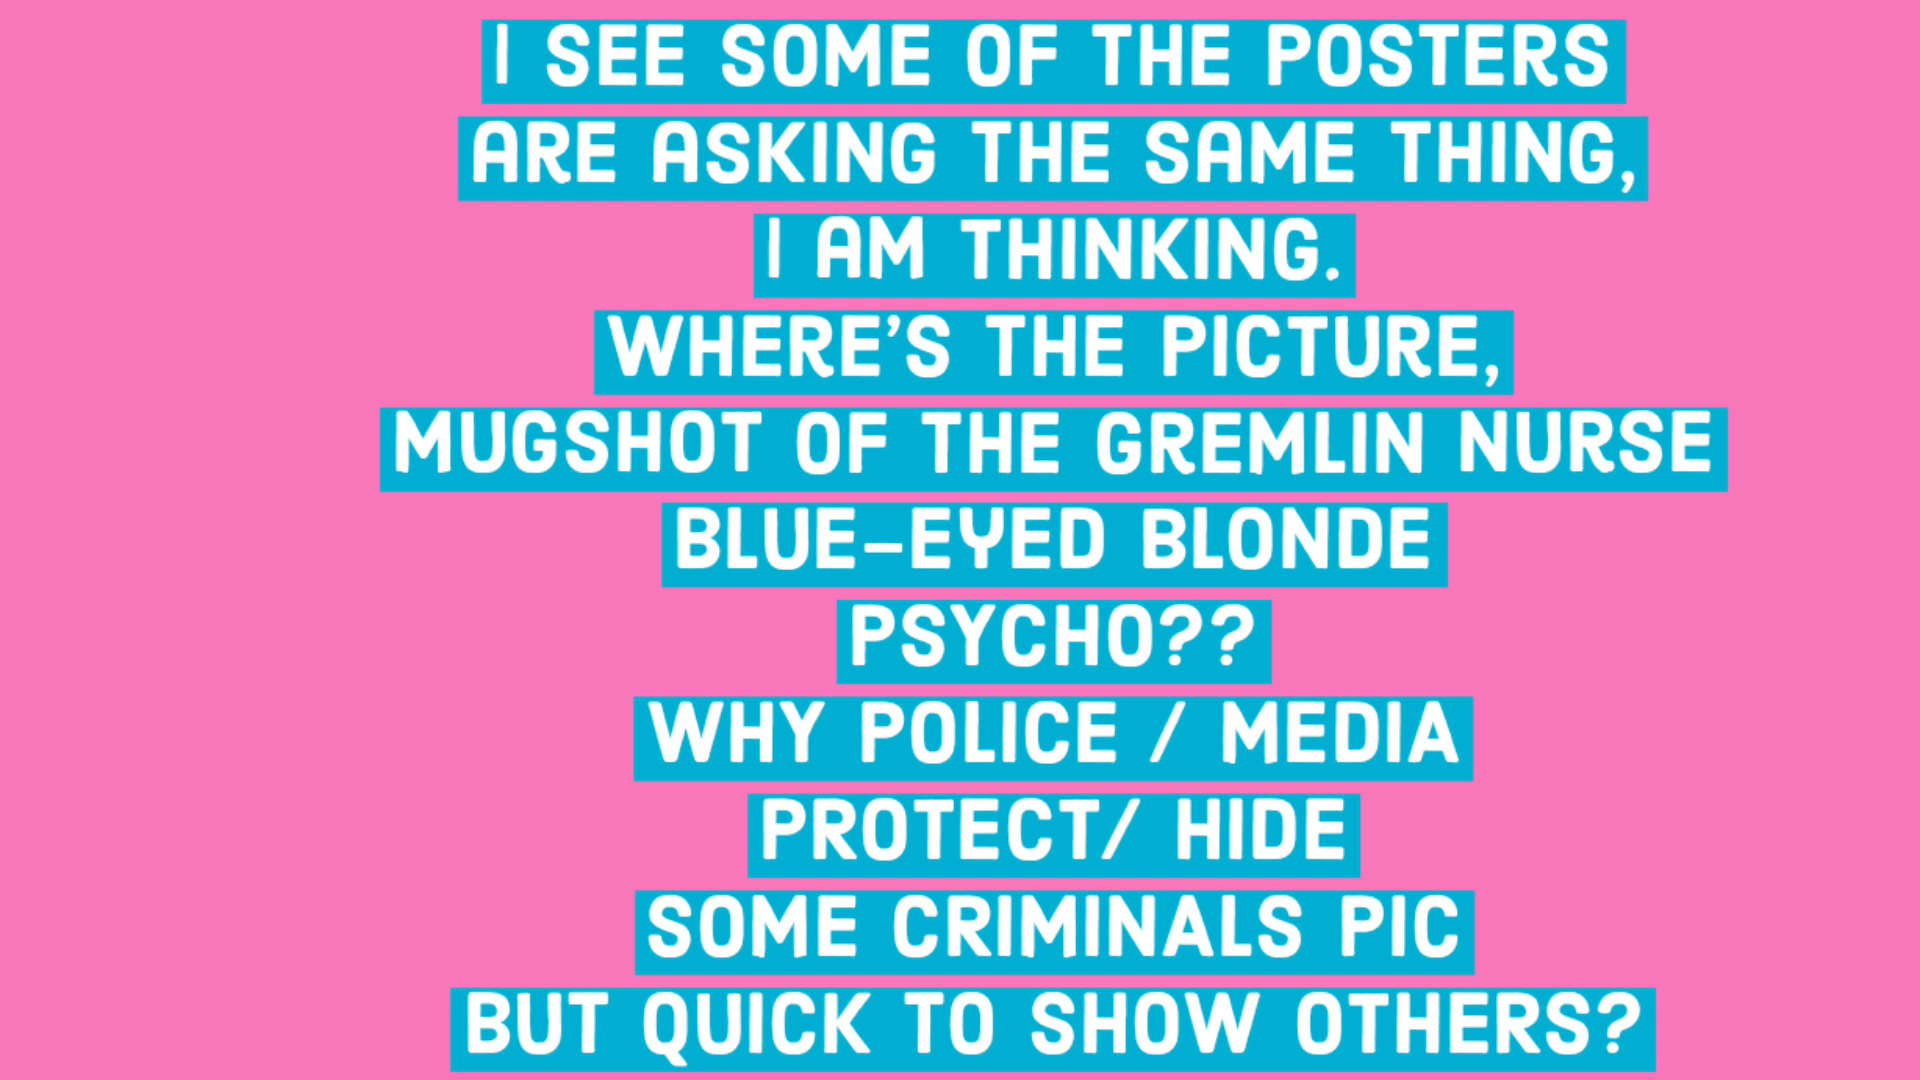 I SEE SOME OF THE POSTERS
ARE ASKING THE SAME THING,
I AM THINKING.
WHERE'S THE PICTURE,
MUGSHOT OF THE GREMLIN NURSE
BLUE-EYED BLONDE
PSYCHO??
WHY POLICE / MEDIA
PROTECT/ HIDE
SOME CRIMINALS PIC
BUT QUICK TO SHOW OTHERS?